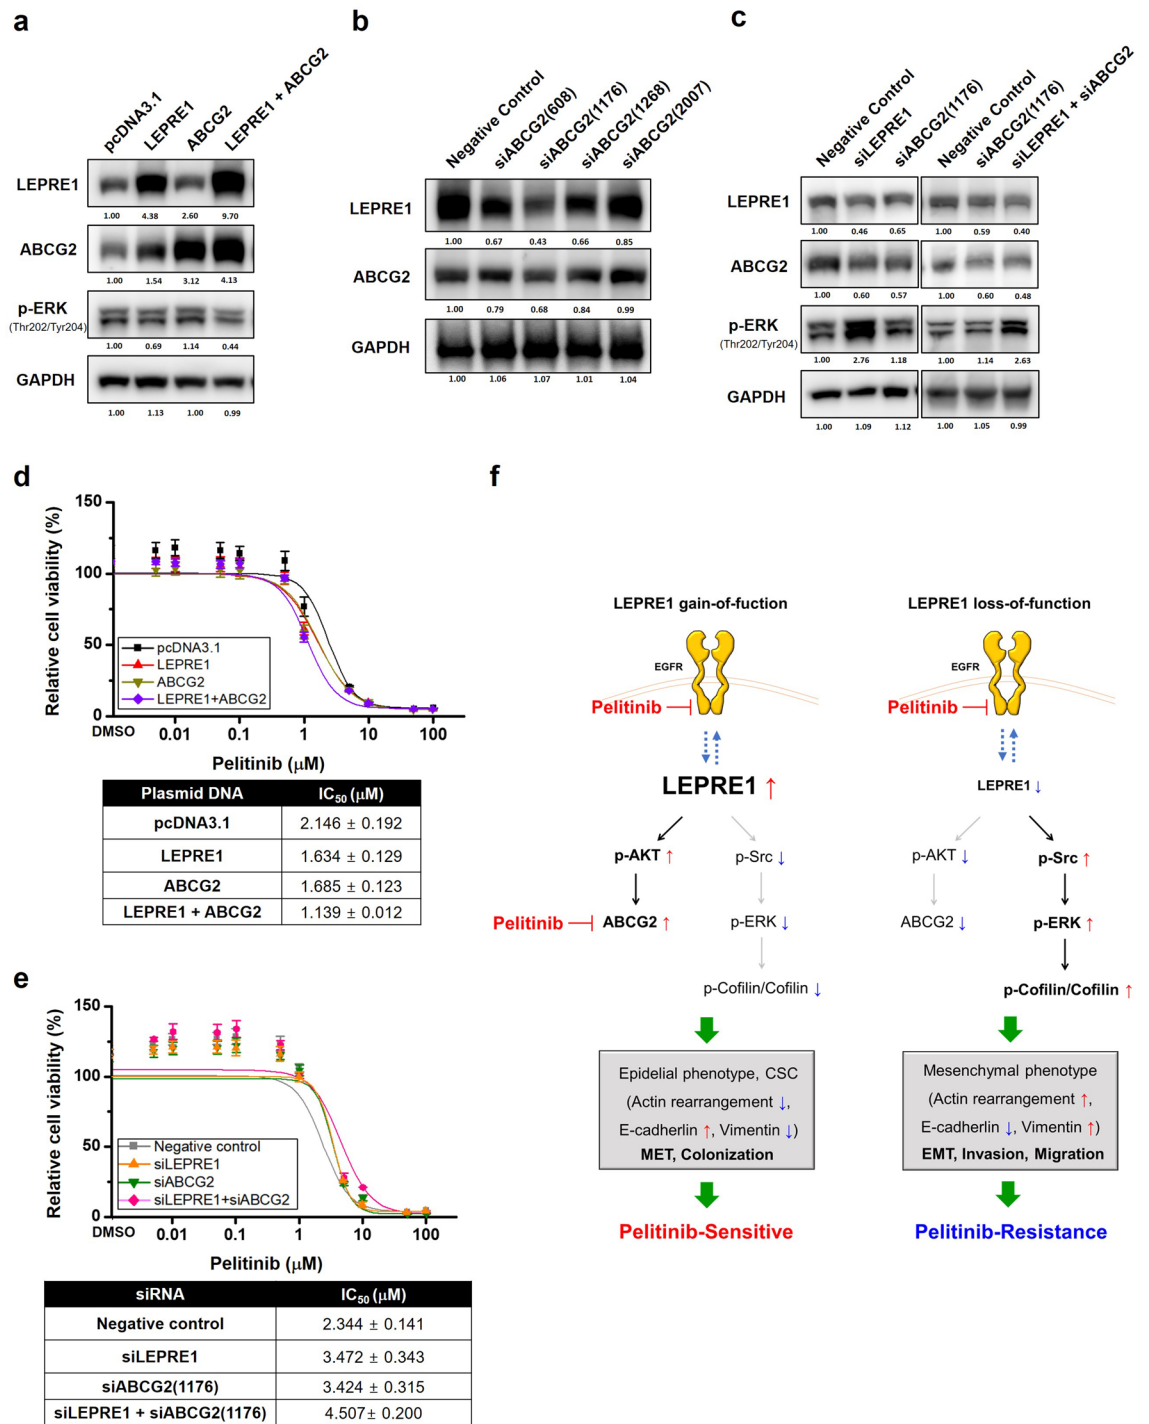 a
pcDNA3.1
LEPRE1
ABCG2
LEPRE1 + ABCG2
LEPRE1
1.00 4.38 2.60 9.70
ABCG2
1.00 1.54 3.12 4.13
p-ERK
(Thr202/Tyr204)
1.00 0.69 1.14 0.44
GAPDH
1.00 1.13 1.00 0.99
b
Negative Control
siABCG2(608)
siABCG2(1176)
siABCG2(1268)
siABCG2(2007)
LEPRE1
1.00 0.67 0.43 0.66 0.85
ABCG2
1.00 0.79 0.68 0.84 0.99
GAPDH
1.00 1.06 1.07 1.01 1.04
c
Negative Control
siLEPRE1
siABCG2(1176)
Negative Control
siABCG2(1176)
siLEPRE1 + siABCG2
LEPRE1
1.00 0.46 0.65 1.00 0.59 0.40
ABCG2
1.00 0.60 0.57 1.00 0.60 0.48
p-ERK
(Thr202/Tyr204)
1.00 2.76 1.18 1.00 1.14 2.63
GAPDH
1.00 1.09 1.12 1.00 1.05 0.99
d
Relative cell viability (%)
150
100
50
0
pcDNA3.1
LEPRE1
ABCG2
LEPRE1+ABCG2
DMSO 0.01 0.1 1 10 100
Pelitinib (μM)
Plasmid DNA IC50 (μM)
pcDNA3.1 2.146 ± 0.192
LEPRE1 1.634 ± 0.129
ABCG2 1.685 ± 0.123
LEPRE1 + ABCG2 1.139 ± 0.012
e
Relative cell viability (%)
150
100
50
0
Negative control
siLEPRE1
siABCG2
siLEPRE1+siABCG2
DMSO 0.01 0.1 1 10 100
Pelitinib (μM)
siRNA IC50 (μM)
Negative control 2.344 ± 0.141
siLEPRE1 3.472 ± 0.343
siABCG2(1176) 3.424 ± 0.315
siLEPRE1 + siABCG2(1176) 4.507± 0.200
f
LEPRE1 gain-of-fuction
EGFR
Pelitinib
LEPRE1 ↑
p-AKT ↑ p-Src ↓
Pelitinib ABCG2 ↑ p-ERK ↓
p-Cofilin/Cofilin ↓
Epidelial phenotype, CSC
(Actin rearrangement ↓,
E-cadherlin ↑, Vimentin ↓)
MET, Colonization
Pelitinib-Sensitive
LEPRE1 loss-of-function
EGFR
Pelitinib
LEPRE1 ↓
p-AKT ↓ p-Src ↑
ABCG2 ↓ p-ERK ↑
p-Cofilin/Cofilin ↑
Mesenchymal phenotype
(Actin rearrangement ↑,
E-cadherlin ↓, Vimentin ↑)
EMT, Invasion, Migration
Pelitinib-Resistance